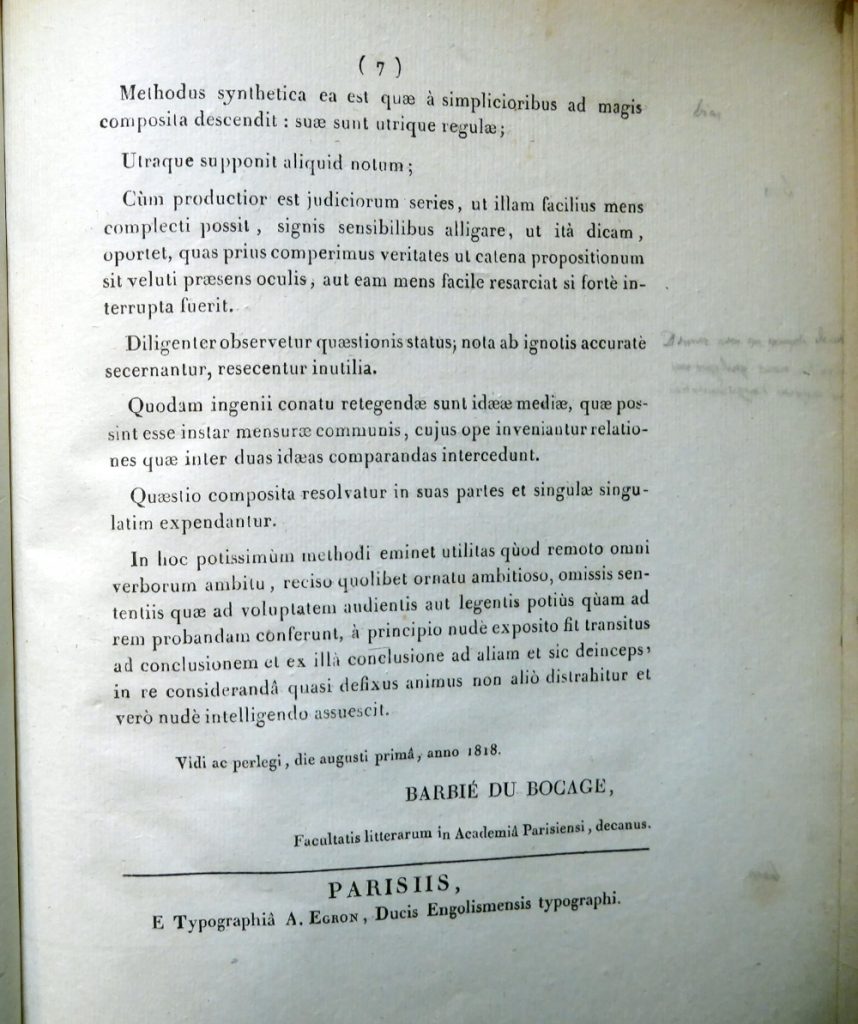 ( 7 )
Methodus synthetica ea est quæ à simplicioribus ad magis
composita descendit : suæ sunt utrique regulæ;
Utraque supponit aliquid notum;
Cùm productior est judiciorum series, ut illam facilius mens
complecti possit, signis sensibilibus alligare, ut ità dicam,
oportet, quas prius comperimus veritates ut catena propositionum
sit veluti præsens oculis, aut eam mens facile resarciat si fortè in-
terrupta fuerit.
Diligenter observetur quæstionis status; nota ab ignotis accuratè
secernantur, resecentur inutilia.
Quodam ingenii conatu retegendæ sunt idææ mediæ, quæ pos-
sint esse instar mensuræ communis, cujus ope inveniantur relatio-
nes quæ inter duas idæas comparandas intercedunt.
Quæstio composita resolvatur in suas partes et singulæ singu-
latim expendantur.
In hoc potissimùm methodi eminet utilitas qùod remoto omni
verborum ambitu, reciso quolibet ornatu ambitioso, omissis sen-
tentiis quæ ad voluptatem audientis aut legentis potiùs qùam ad
rem probandam conferunt, à principio nudè exposito fit transitus
ad conclusionem et ex illà conclusione ad aliam et sic deinceps,
in re considerandâ quasi defixus animus non aliò distrahitur et
verò nudè intelligendo assuescit.
Vidi ac perlegi, die augusti primâ, anno 1818.
BARBIÉ DU BOCAGE,
Facultatis litterarum in Academiâ Parisiensi, decanus.
PARISIIS,
E Typographiâ A. EGRON, Ducis Engolismensis typographi.